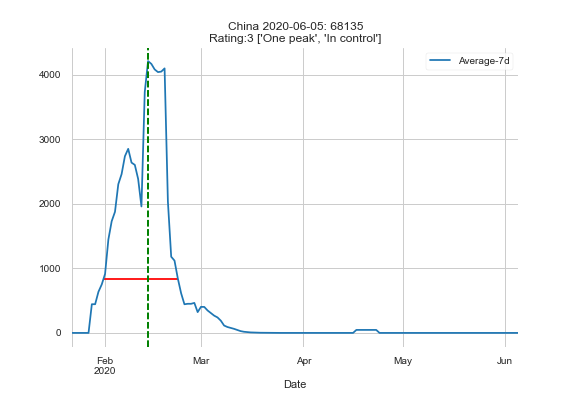 China 2020-06-05: 68135
Rating:3 ['One peak', 'In control']
Average-7d
4000
3000
2000
1000
0
Feb
2020
Mar
Apr
May
Jun
Date